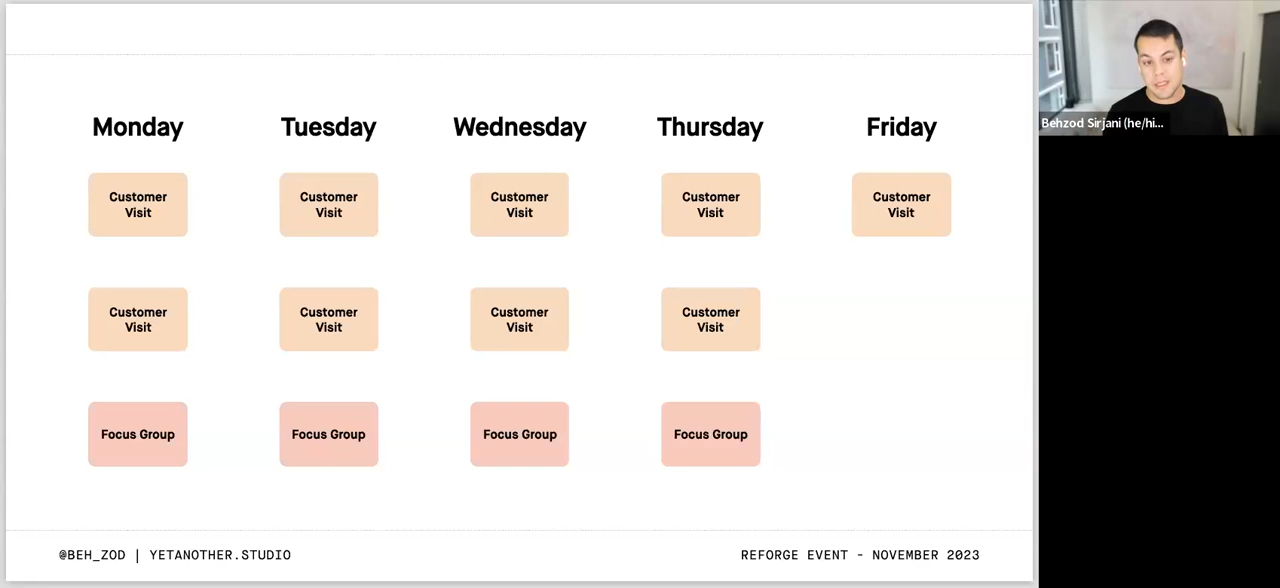 Monday Tuesday Wednesday Thursday Friday
Customer Visit Customer Visit Customer Visit Customer Visit Customer Visit
Customer Visit Customer Visit Customer Visit Customer Visit
Focus Group Focus Group Focus Group Focus Group
@BEH_ZOD | YETANOTHER.STUDIO
REFORGE EVENT - NOVEMBER 2023
Behzod Sirjani (he/hi...